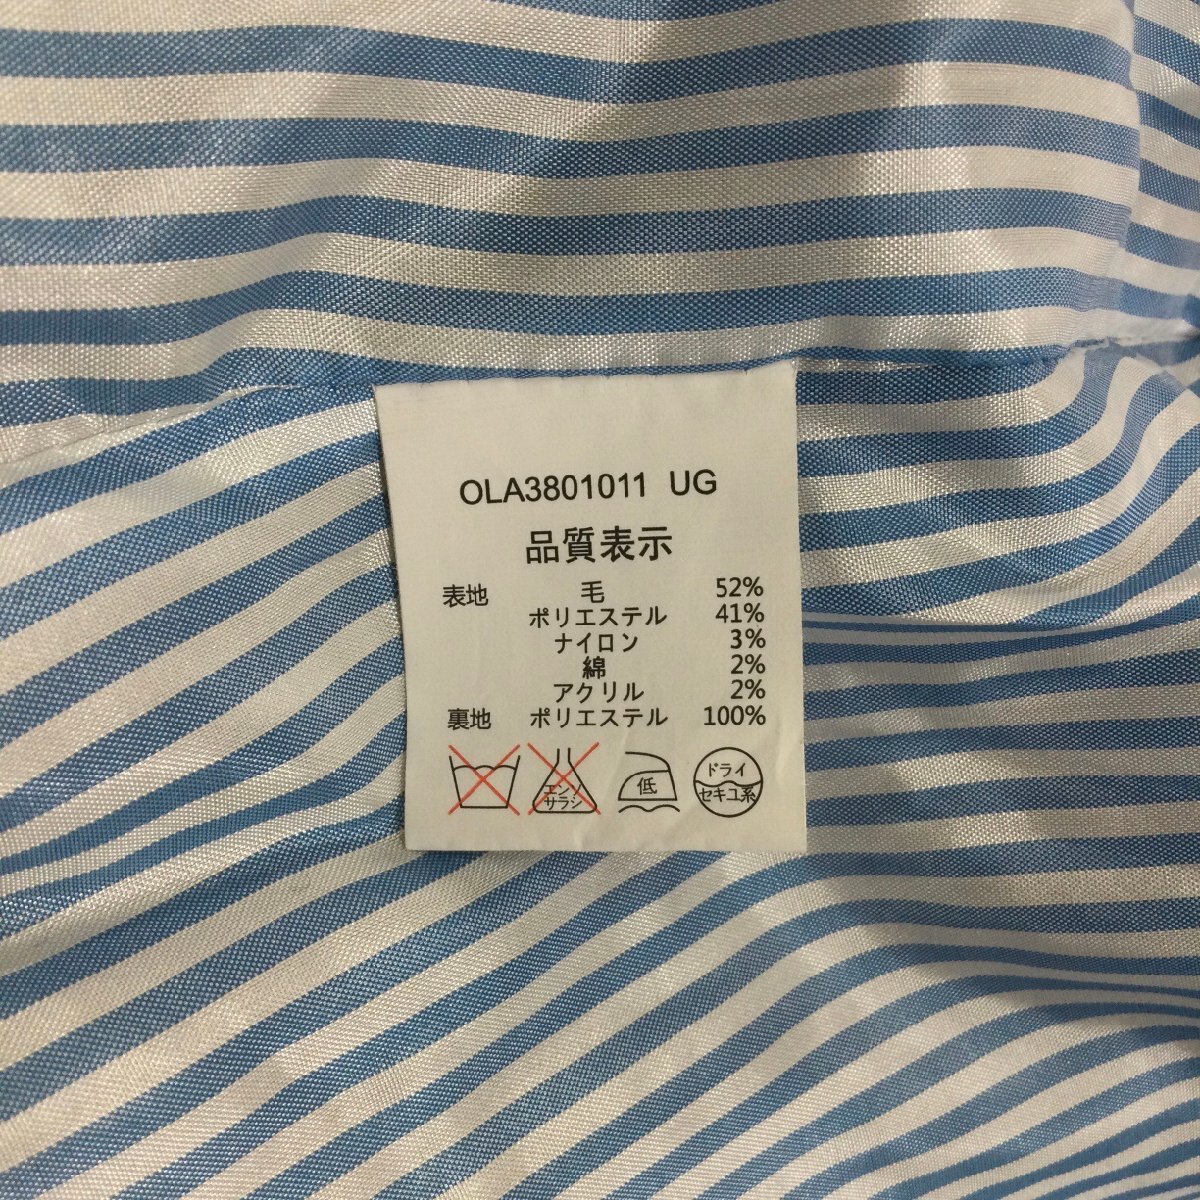 OLA3801011 UG
品質表示
表地 毛 52%
ポリエステル 41%
ナイロン 3%
綿 2%
アクリル 2%
裏地 ポリエステル 100%
エンソ サラシ 低 ドライ セキユ系